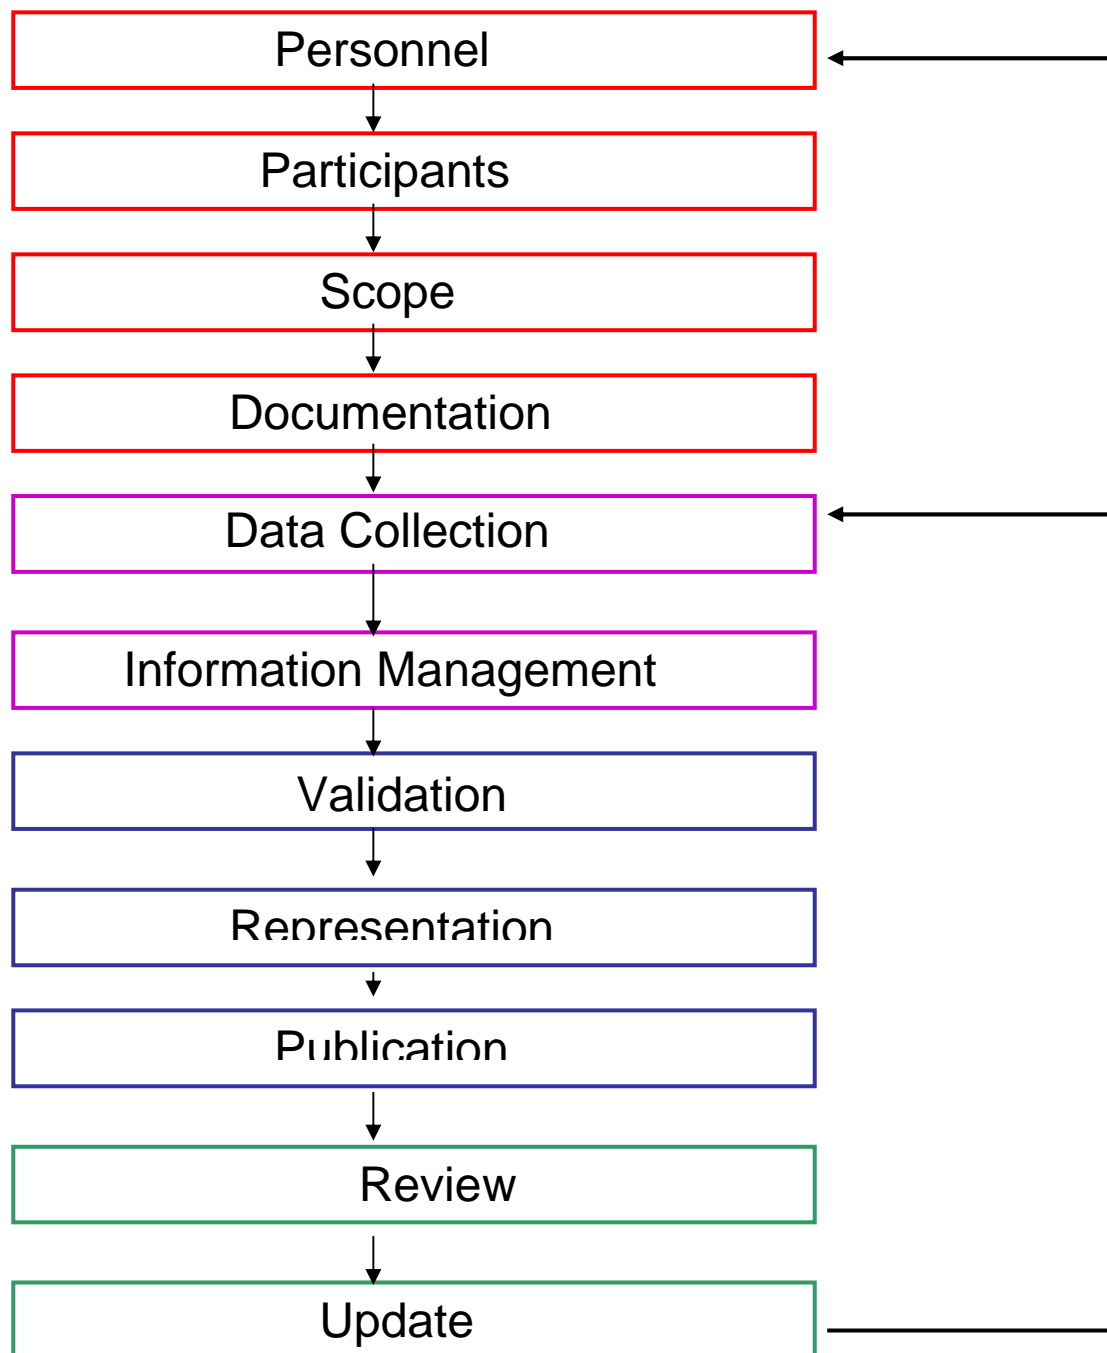 Personnel
Participants
Scope
Documentation
Data Collection
Information Management
Validation
Representation
Publication
Review
Update